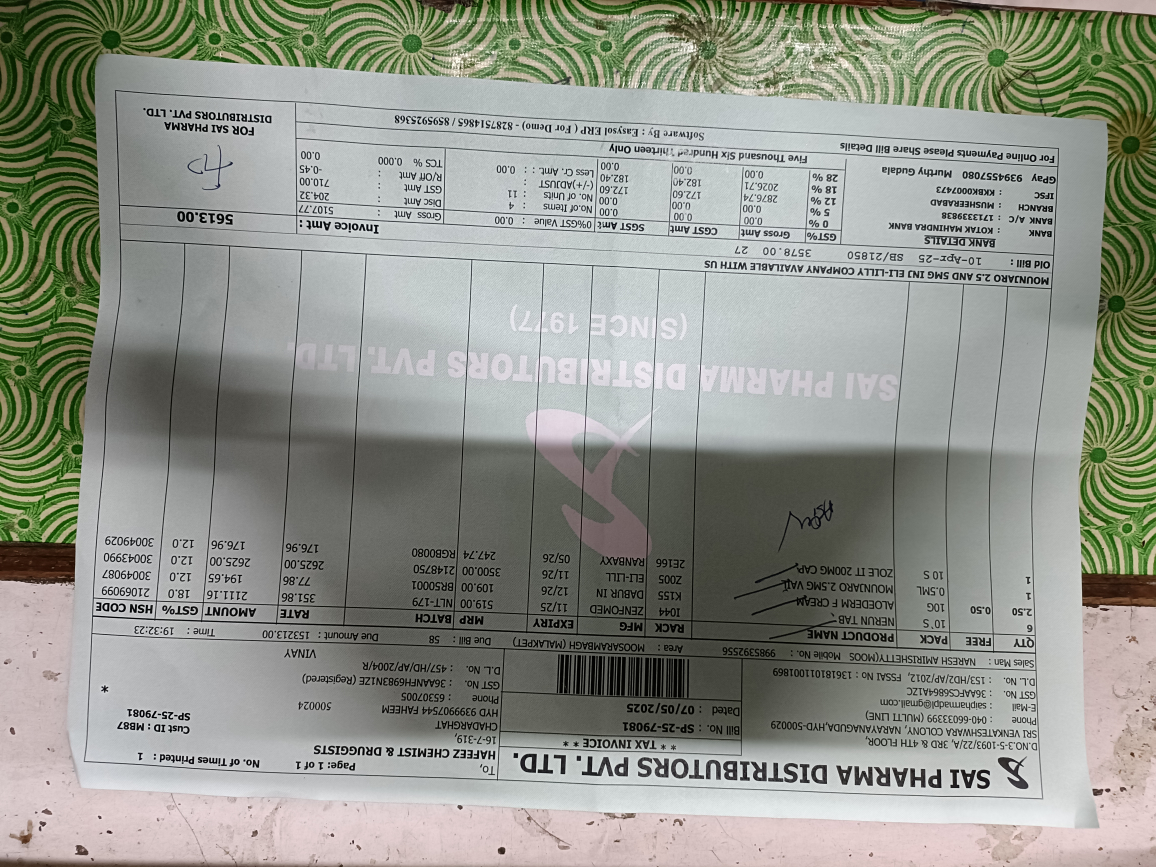 SAI PHARMA DISTRIBUTORS PVT. LTD.
D.NO.3-5-1093/22/A, 3RD & 4TH FLOOR,
SRI VENKATESHWARA COLONY, NARAYANAGUDA,HYD-500029
Phone : 040-66033399 (MULTI LINE)
E-Mail : saipharmadpl@gmail.com
GST No. : 36AAFCS6864A2C12A
D.L. No. : 153/HD2/AP/2012, FSSAI No : 13618101001869
* * TAX INVOICE * *
Bill No. : SP-25-79081
Dated : 07/05/2025
To, Page: 1 of 1 No. of Times Printed : 1
HAFEEZ CHEMIST & DRUGGISTS
16-7-319, Cust ID : MB87
CHADARGHAT SP-25-79081
HYD 9399907544 FAHEEM 500024 *
Phone : 65307005
GST No : 36AANFH6983N1ZE (Registered)
D.L. No. : 457/HD/AP/2004/R
VINAY
Sales Man : NARESH AMIRISHETTY(MOOS Mobile No. : 9985392556 Area : MOOSARAMBAGH (MALAKPET) Due : Bill : 58 Due Amount : 153213.00 Time : 19:32:23
QTY FREE PACK PRODUCT NAME RACK MFG EXPIRY MRP BATCH RATE AMOUNT GST% HSN CODE
6 10'S NERUN TAB 1044 ZENFOMED 11/25 519.00 NLT-179 351.86 2111.16 18.0 21069099
2.50 0.50 10G ALOEDERM F CREAM K155 DABUR IN 12/26 109.00 BRS0001 77.86 194.65 12.0 30049087
1 0.5ML MOUNJARO 2.5MG VAIL 2005 ELI-LILL 11/26 3500.00 2148750 2625.00 2625.00 12.0 30043990
1 10 S ZOLE IT 200MG CAP 2E166 RANBAXY 05/26 247.74 RGB0080 176.96 176.96 12.0 30049029
SAI PHARMA DISTRIBUTORS PVT. LTD.
(SINCE 1977)
MOUNJARO 2.5 AND 5MG INJ ELI-LILLY COMPANY AVAILABLE WITH US
Old Bill : 10-Apr-25 SB/21850 3578.00 27
BANK DETAILS
BANK : KOTAK MAHINDRA BANK
BANK A/C : 1713339838
BRANCH : MUSHEERABAD
IFSC : KKBK0007473
GPay 9394557080 Murthy Gudala
For Online Payments Please Share Bill Details
GST% Gross Amt CGST Amt SGST Amt
0 % 0.00 0.00 0.00
5 % 0.00 0.00 0.00
12 % 2876.74 172.60 172.60
18 % 2026.71 182.40 182.40
28 % 0.00 0.00 0.00
0%GST Value : 0.00
No.of Items : 4
No. of Units : 11
(-/+)ADJUST :
Less Cr. Amt. : 0.00
Invoice Amt : 5613.00
Gross Amt : 5107.77
Disc Amt : 204.32
GST Amt : 710.00
R/Off Amt : -0.45
TCS % 0.000 : 0.00
Five Thousand Six Hundred Thirteen Only
Software By : Easysol ERP ( For Demo) - 8287514865 / 8595925368
FOR SAI PHARMA
DISTRIBUTORS PVT. LTD.